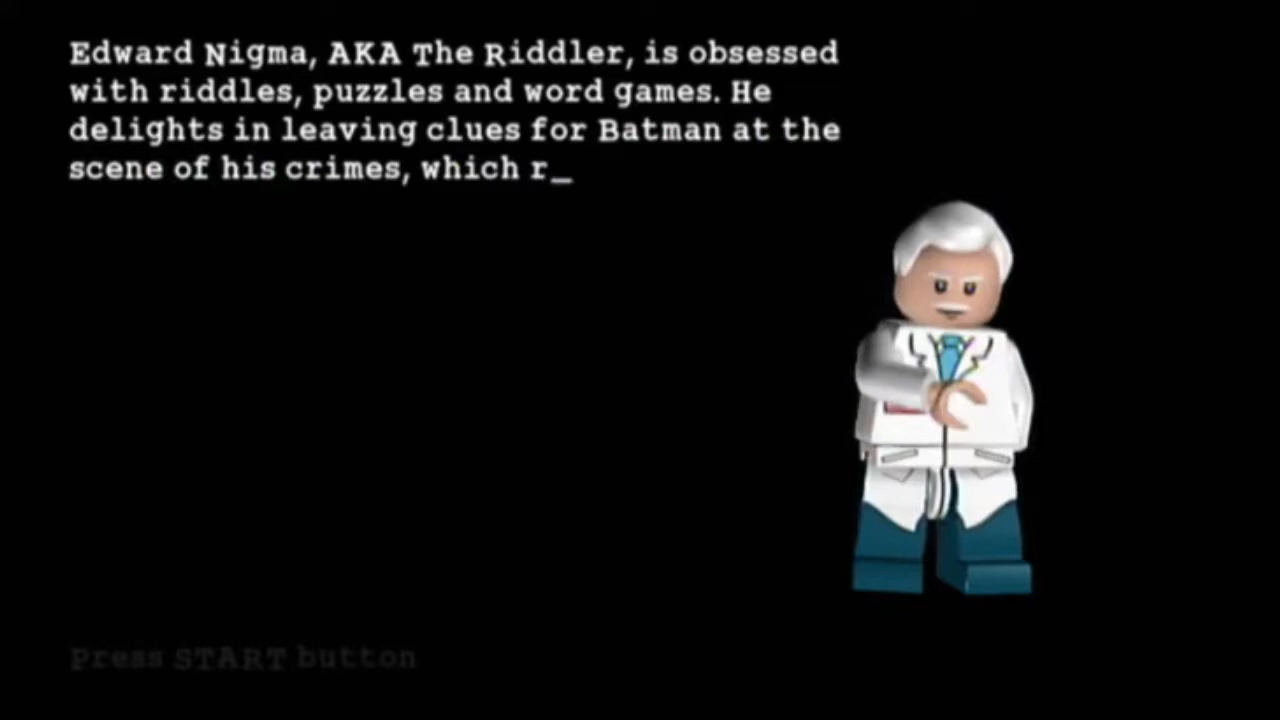 Edward Nigma, AKA The Riddler, is obsessed
with riddles, puzzles and word games. He
delights in leaving clues for Batman at the
scene of his crimes, which r_
Press START button